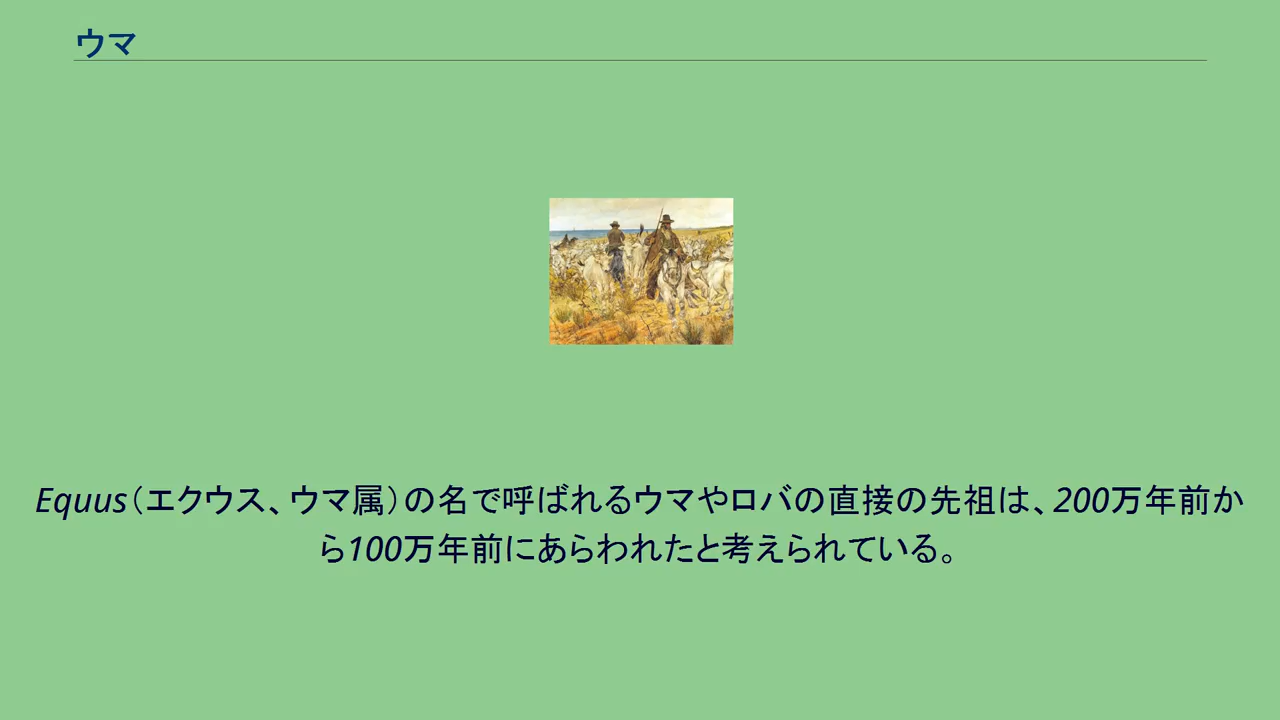 ウマ
Equus（エクウス、ウマ属）の名で呼ばれるウマやロバの直接の先祖は、200万年前か
ら100万年前にあらわれたと考えられている。